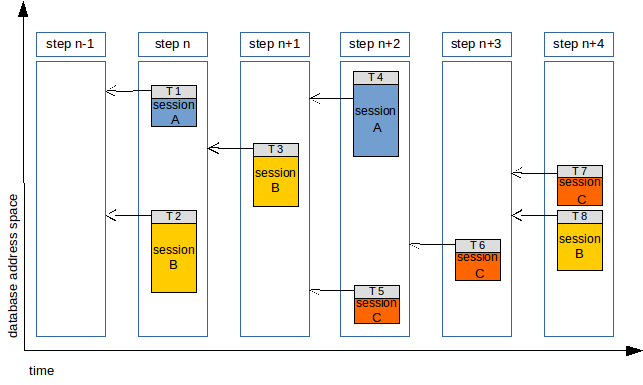 step n-1
step n
step n+1
step n+2
step n+3
step n+4
T 1
session
A
T 2
session
B
T 3
session
B
T 4
session
A
T 5
session
C
T 6
session
C
T 7
session
C
T 8
session
B
database address space
time